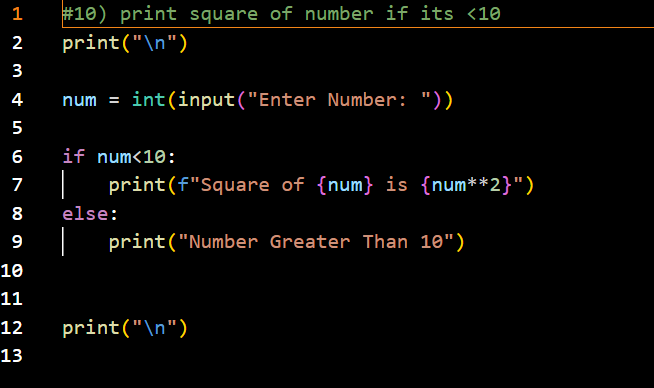 1 #10) print square of number if its <10
2 print("\n")
3
4 num = int(input("Enter Number: "))
5
6 if num<10:
7     print(f"Square of {num} is {num**2}")
8 else:
9     print("Number Greater Than 10")
10
11
12 print("\n")
13